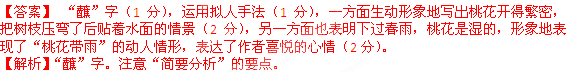 【答案】 “蘸”字（1 分），运用拟人手法（1 分），一方面生动形象地写出桃花开得繁密，
把树枝压弯了后贴着水面的情景（2 分），另一方面也表明下过春雨，桃花是湿的，形象地表
现了“桃花带雨”的动人情形，表达了作者喜悦的心情（2 分）。
【解析】“蘸”字。注意“简要分析”的要点。